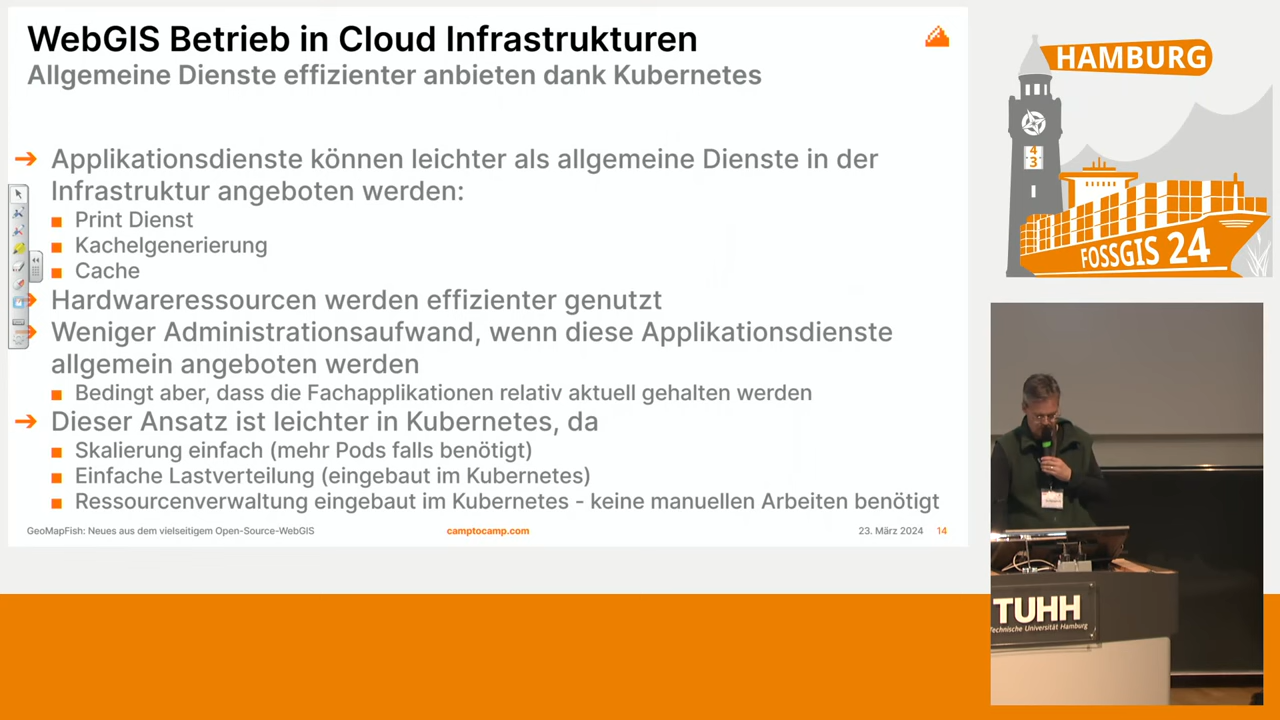 WebGIS Betrieb in Cloud Infrastrukturen
Allgemeine Dienste effizienter anbieten dank Kubernetes
➔ Applikationsdienste können leichter als allgemeine Dienste in der
Infrastruktur angeboten werden:
■ Print Dienst
■ Kachelgenerierung
■ Cache
Hardwareressourcen werden effizienter genutzt
Weniger Administrationsaufwand, wenn diese Applikationsdienste
allgemein angeboten werden
■ Bedingt aber, dass die Fachapplikationen relativ aktuell gehalten werden
➔ Dieser Ansatz ist leichter in Kubernetes, da
■ Skalierung einfach (mehr Pods falls benötigt)
■ Einfache Lastverteilung (eingebaut im Kubernetes)
■ Ressourcenverwaltung eingebaut im Kubernetes - keine manuellen Arbeiten benötigt
GeoMapFish: Neues aus dem vielseitigem Open-Source-WebGIS
camptocamp.com
23. März 2024 14
HAMBURG
4
3
FOSSGIS 24
TUHH
Technische Universität Hamburg